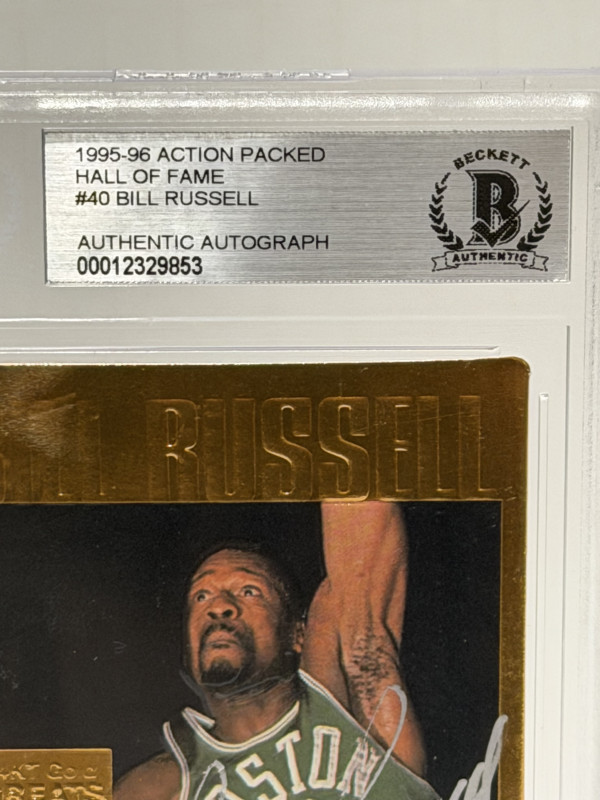 1995-96 ACTION PACKED
HALL OF FAME
#40 BILL RUSSELL
AUTHENTIC AUTOGRAPH
00012329853
BECKETT
B
AUTHENTIC
RUSSELL
OSTON